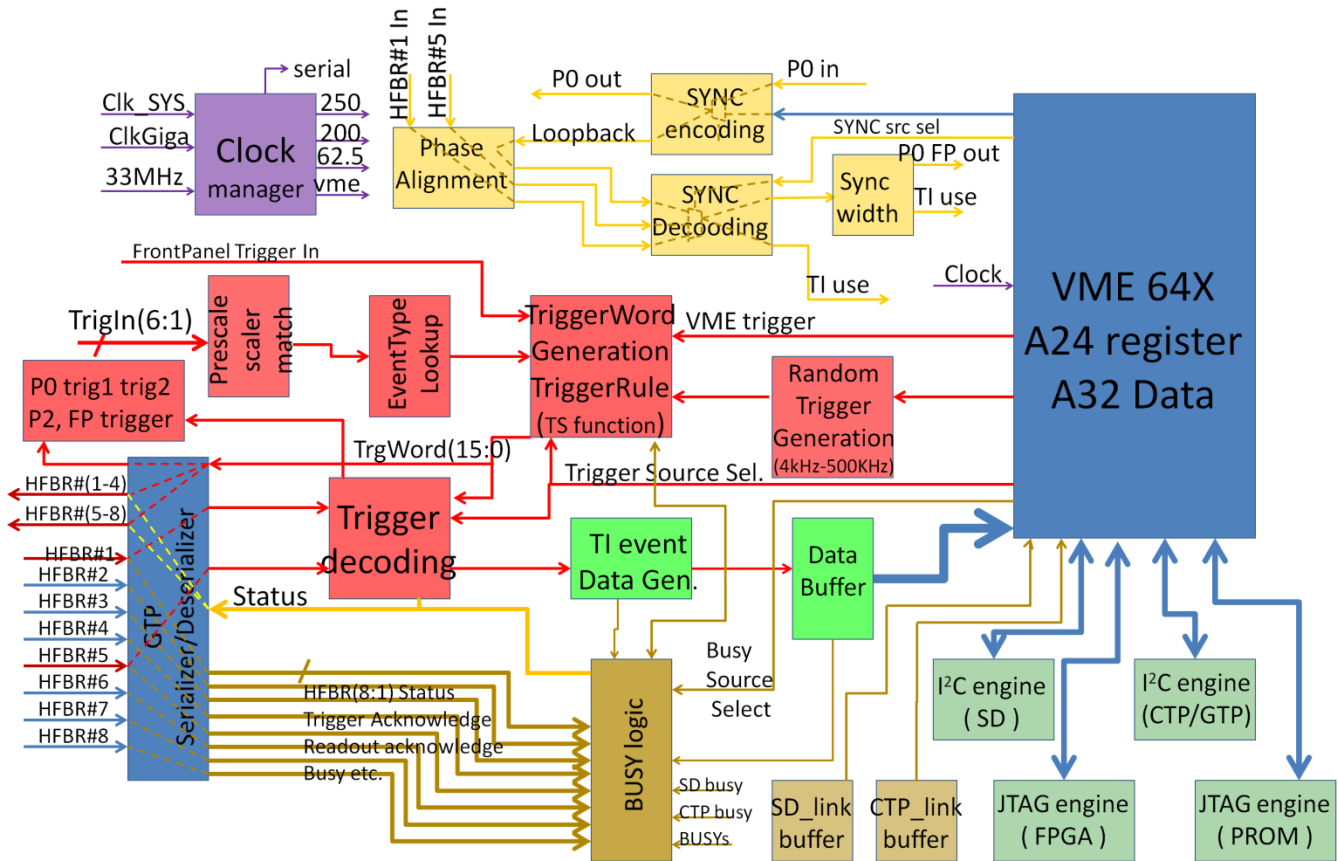 HFBR#1 In
HFBR#5 In
serial
Clk_SYS
ClkGiga
33MHz
Clock
manager
250
200
62.5
vme
Phase
Alignment
P0 out
Loopback
SYNC
encoding
P0 in
SYNC src sel
P0 FP out
SYNC
Decooding
Sync
width
TI use
TI use
Clock
VME 64X
A24 register
A32 Data
FrontPanel Trigger In
TrigIn(6:1)
Prescale
scaler
match
EventType
Lookup
TriggerWord
Generation
TriggerRule
(TS function)
VME trigger
Random
Trigger
Generation
(4kHz-500KHz)
P0 trig1 trig2
P2, FP trigger
TrgWord(15:0)
Trigger Source Sel.
HFBR#(1-4)
HFBR#(5-8)
HFBR#1
HFBR#2
HFBR#3
HFBR#4
HFBR#5
HFBR#6
HFBR#7
HFBR#8
GTP
Serializer/Deserializer
Trigger
decoding
TI event
Data Gen.
Data
Buffer
Status
HFBR(8:1) Status
Trigger Acknowledge
Readout acknowledge
Busy etc.
BUSY logic
Busy
Source
Select
SD busy
CTP busy
BUSYs
SD_link
buffer
CTP_link
buffer
I²C engine
( SD )
I²C engine
(CTP/GTP)
JTAG engine
( FPGA )
JTAG engine
( PROM )